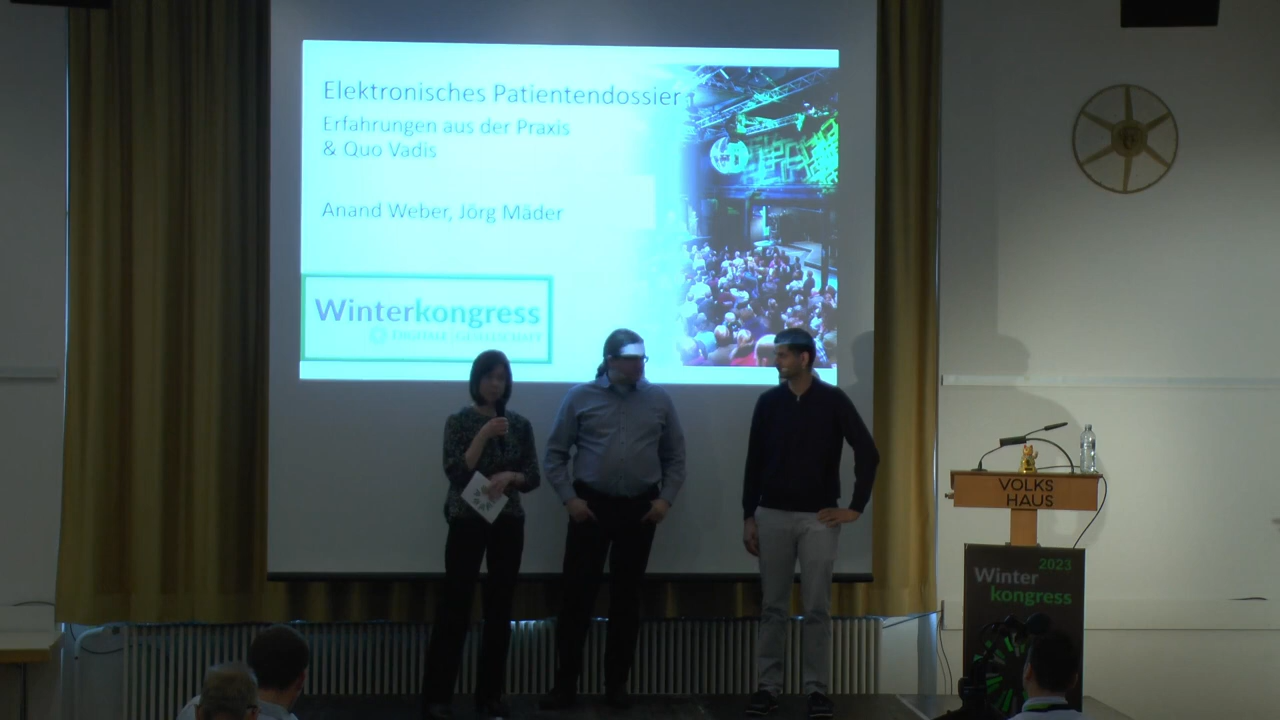 Elektronisches Patientendossier
Erfahrungen aus der Praxis
& Quo Vadis
Anand Weber, Jörg Mäder
Winterkongress
VOLKS
HAUS
2023
Winter
kongress